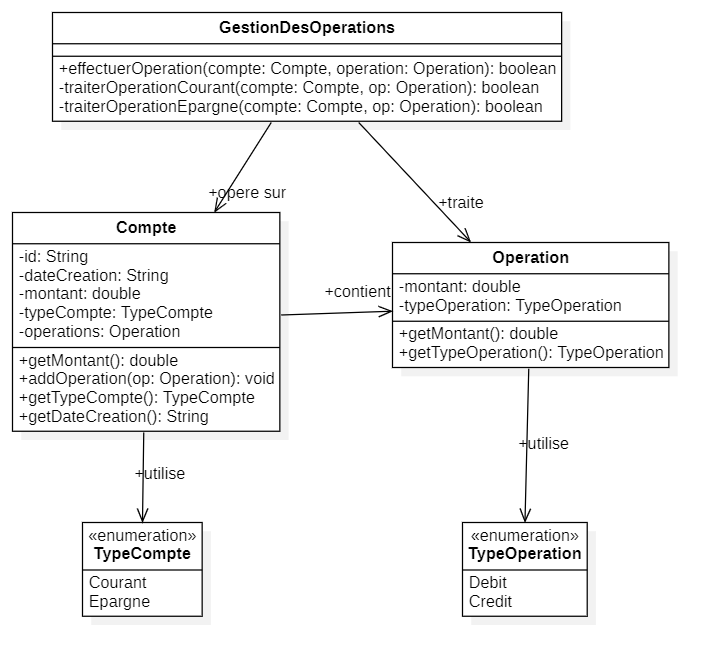 GestionDesOperations
+effectuerOperation(compte: Compte, operation: Operation): boolean
-traiterOperationCourant(compte: Compte, op: Operation): boolean
-traiterOperationEpargne(compte: Compte, op: Operation): boolean
+opere sur
+traite
Compte
-id: String
-dateCreation: String
-montant: double
-typeCompte: TypeCompte
-operations: Operation
+getMontant(): double
+addOperation(op: Operation): void
+getTypeCompte(): TypeCompte
+getDateCreation(): String
+contient
Operation
-montant: double
-typeOperation: TypeOperation
+getMontant(): double
+getTypeOperation(): TypeOperation
+utilise
+utilise
«enumeration»
TypeCompte
Courant
Epargne
«enumeration»
TypeOperation
Debit
Credit